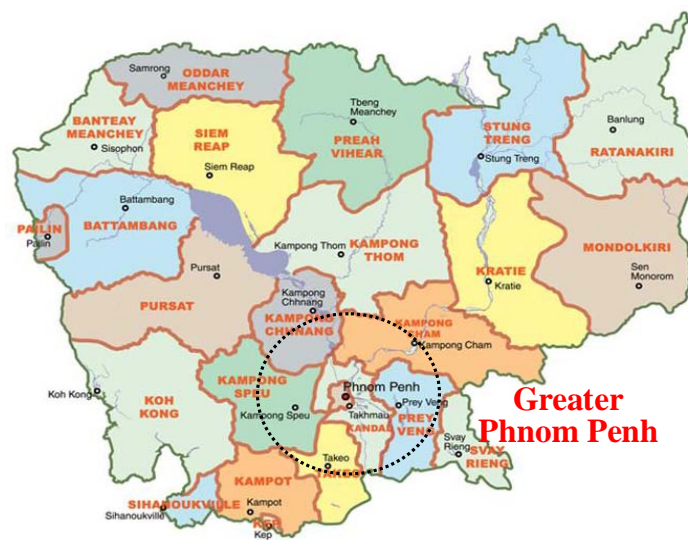 ODDAR
MEANCHEY
Samrong
BANTEAY
MEANCHEY
Sisophon
SIEM
REAP
Siem Reap
Tbeng
Meanchey
PREAH
VIHEAR
STUNG
TRENG
Stung Treng
Banlung
RATANAKIRI
Battambang
BATTAMBANG
PAILIN
Pailin
Pursat
PURSAT
Kampong Thom
KAMPONG
THOM
KRATIE
Kratie
MONDOLKIRI
Sen
Monorom
Kampong
Chhnang
KAMPONG
CHHNANG
KAMPONG
CHAM
Kampong Cham
Koh Kong
KOH
KONG
KAMPONG
SPEU
Kampong Speu
Phnom Penh
Takhmau
KANDAL
Prey Veng
PREY
VENG
Svay
Rieng
SVAY
RIENG
Greater
Phnom Penh
Takeo
TAKEO
KAMPOT
Kampot
SIHANOUKVILLE
Sihanoukville
KEP
Kep